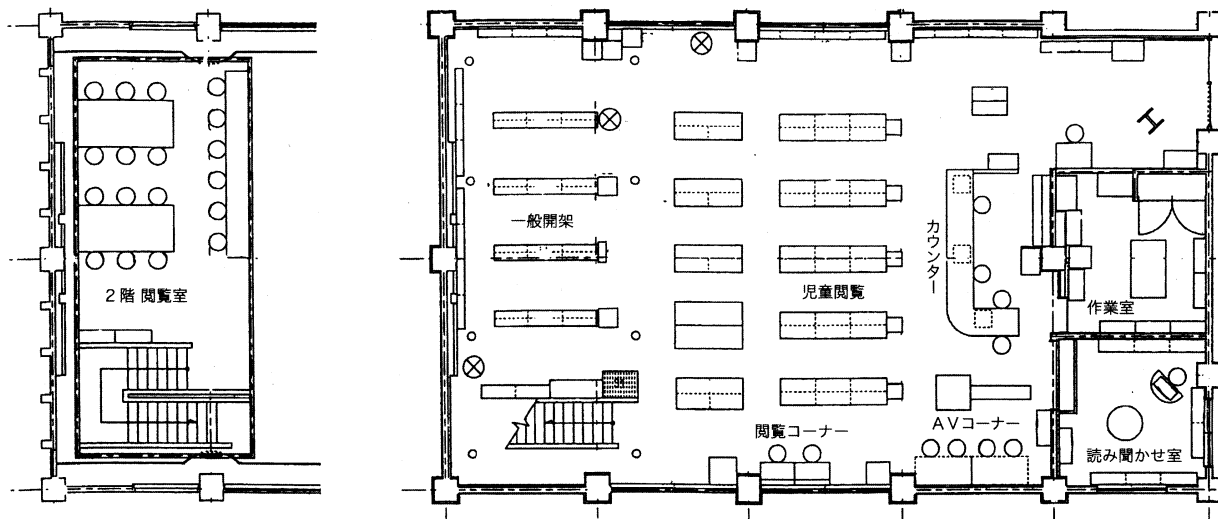 2階 閲覧室
一般開架
児童閲覧
カウンター
作業室
閲覧コーナー
AVコーナー
読み聞かせ室